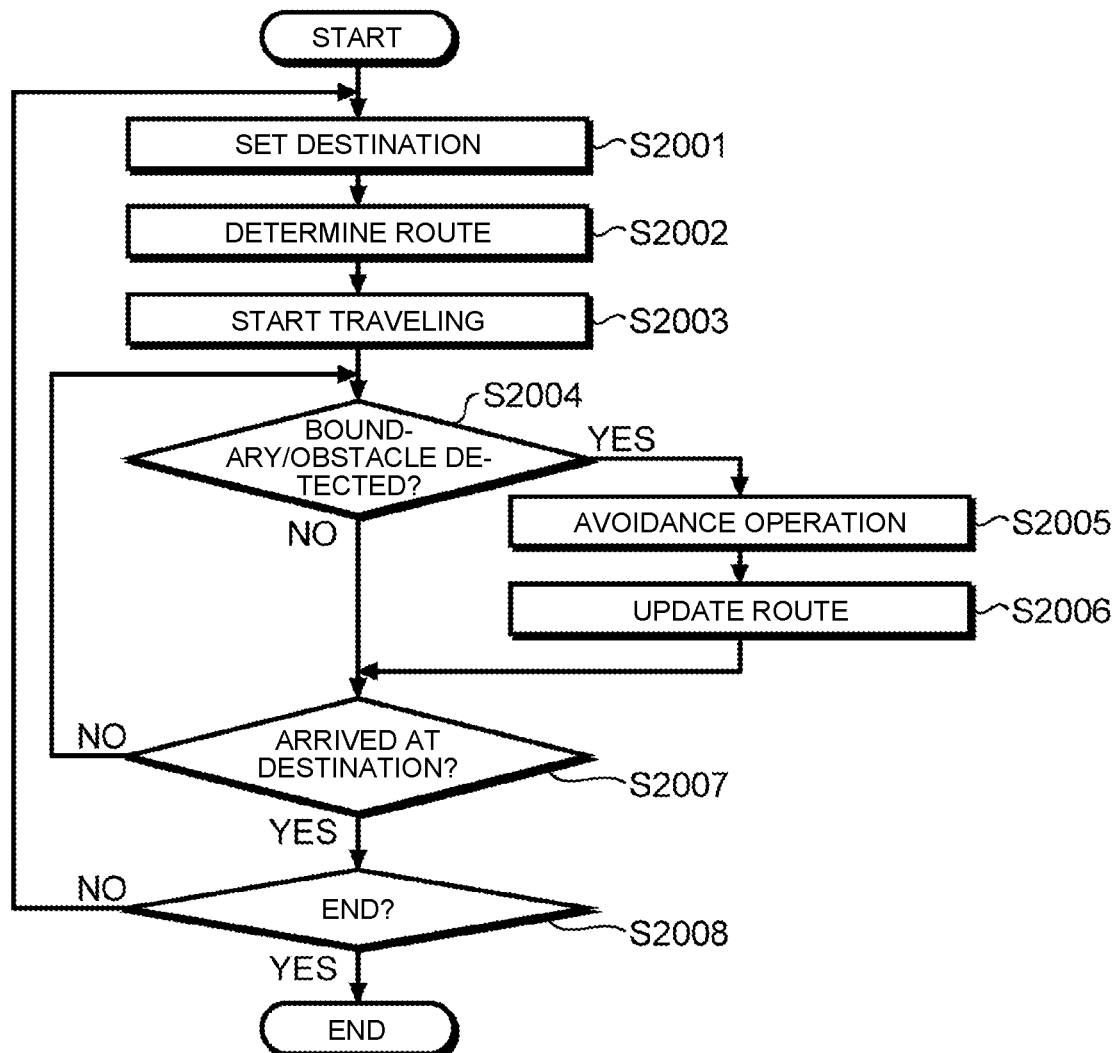 START
SET DESTINATION
S2001
DETERMINE ROUTE
S2002
START TRAVELING
S2003
S2004
BOUND-
ARY/OBSTACLE DE-
TECTED?
YES
NO
AVOIDANCE OPERATION
S2005
UPDATE ROUTE
S2006
NO
ARRIVED AT
DESTINATION?
S2007
YES
NO
END?
S2008
YES
END